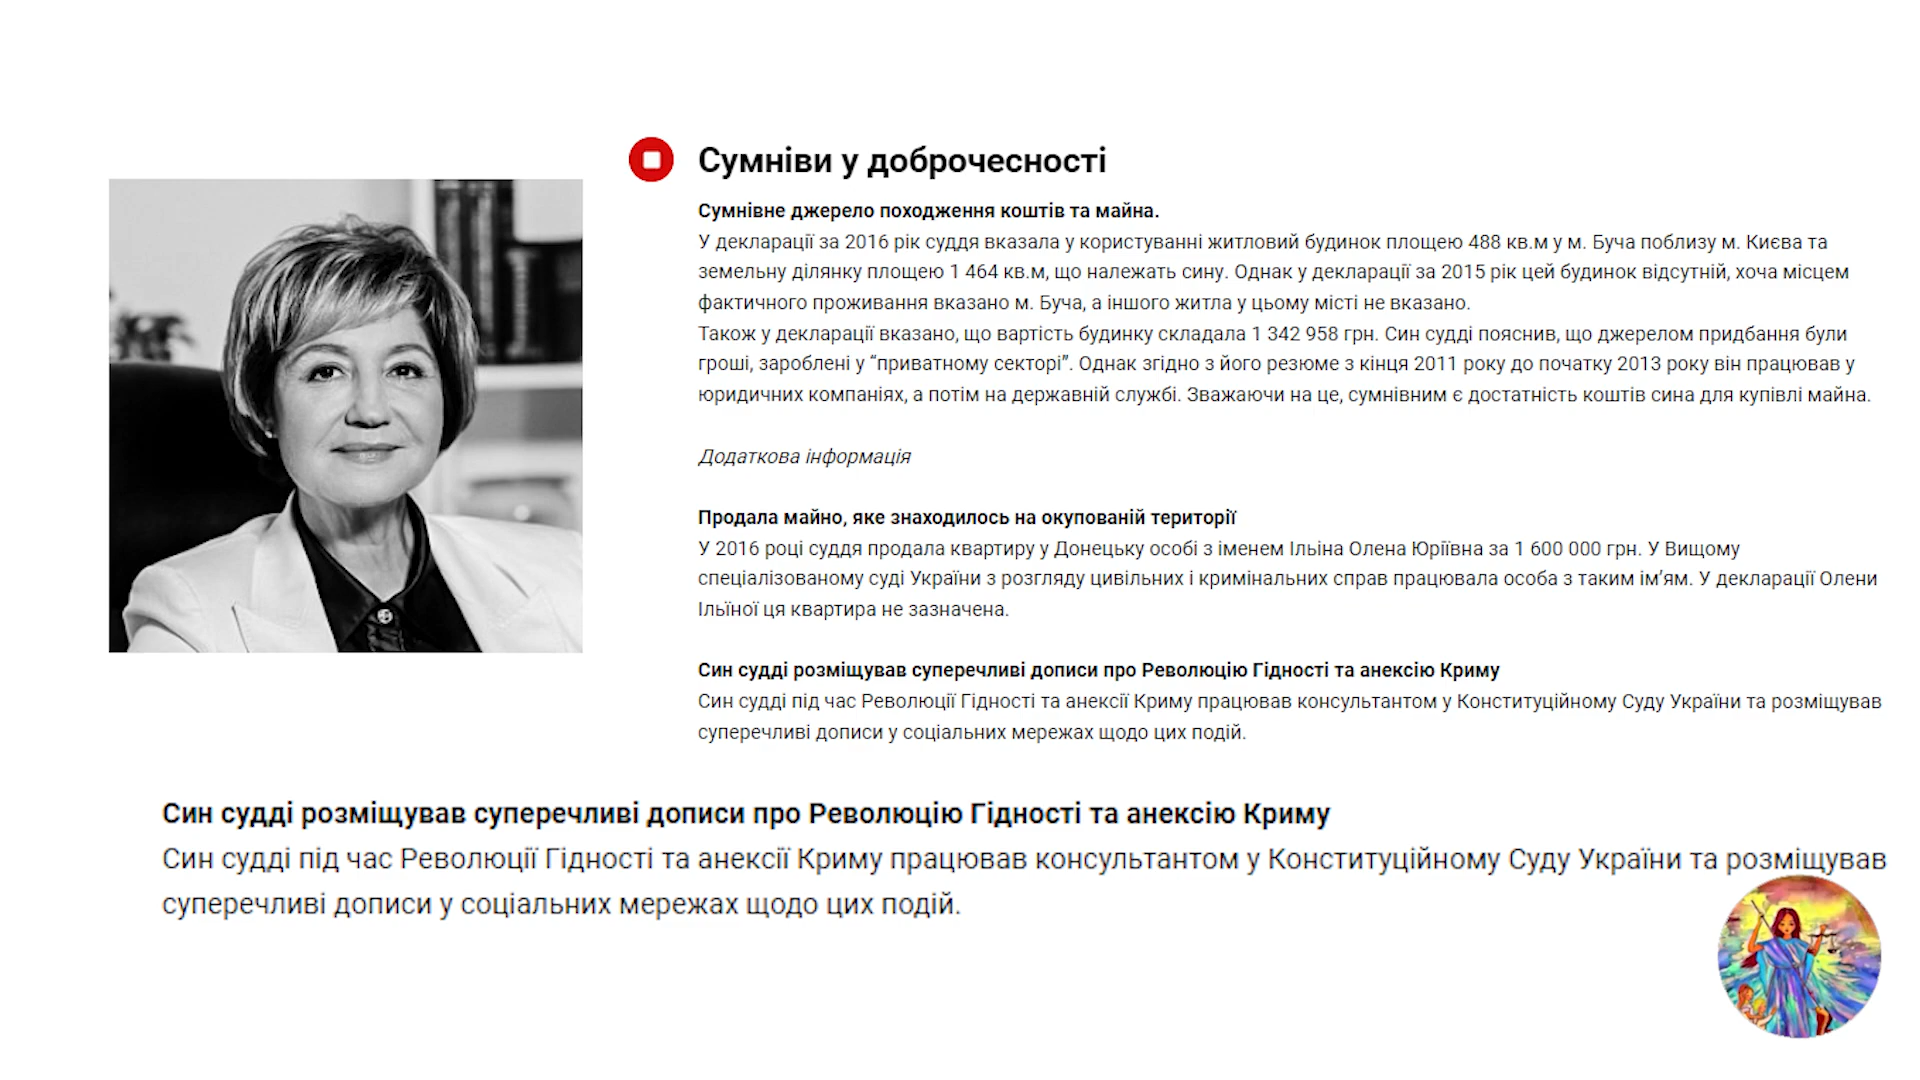 Сумніви у доброчесності
Сумнівне джерело походження коштів та майна.
У декларації за 2016 рік суддя вказала у користуванні житловий будинок площею 488 кв.м у м. Буча поблизу м. Києва та
земельну ділянку площею 1 464 кв.м, що належать сину. Однак у декларації за 2015 рік цей будинок відсутній, хоча місцем
фактичного проживання вказано м. Буча, а іншого житла у цьому місті не вказано.
Також у декларації вказано, що вартість будинку складала 1 342 958 грн. Син судді пояснив, що джерелом придбання були
гроші, зароблені у “приватному секторі”. Однак згідно з його резюме з кінця 2011 року до початку 2013 року він працював у
юридичних компаніях, а потім на державній службі. Зважаючи на це, сумнівним є достатність коштів сина для купівлі майна.
Додаткова інформація
Продала майно, яке знаходилось на окупованій території
У 2016 році суддя продала квартиру у Донецьку особі з іменем Ільіна Олена Юріївна за 1 600 000 грн. У Вищому
спеціалізованому суді України з розгляду цивільних і кримінальних справ працювала особа з таким ім’ям. У декларації Олени
Ільїної ця квартира не зазначена.
Син судді розміщував суперечливі дописи про Революцію Гідності та анексію Криму
Син судді під час Революції Гідності та анексії Криму працював консультантом у Конституційному Суду України та розміщував
суперечливі дописи у соціальних мережах щодо цих подій.
Син судді розміщував суперечливі дописи про Революцію Гідності та анексію Криму
Син судді під час Революції Гідності та анексії Криму працював консультантом у Конституційному Суду України та розміщував
суперечливі дописи у соціальних мережах щодо цих подій.